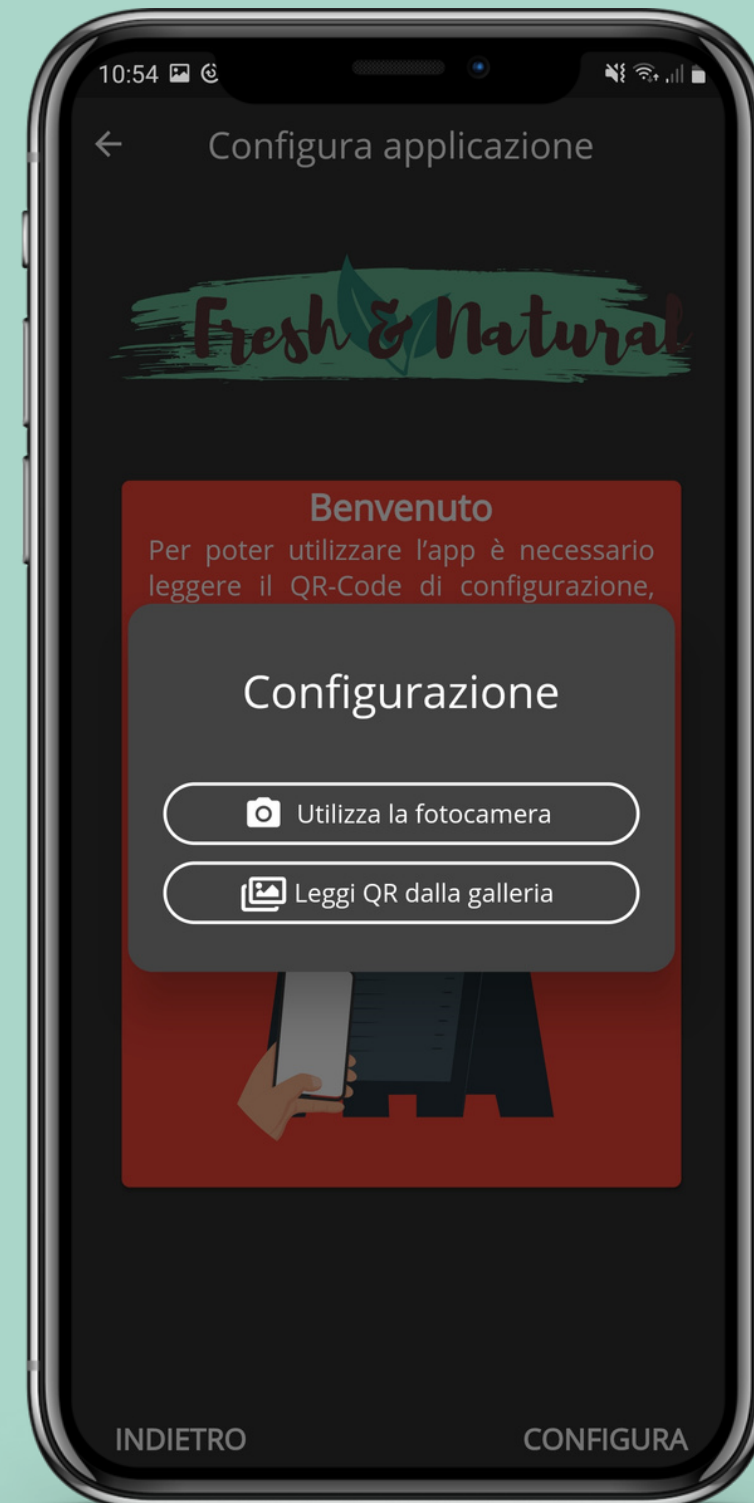 10:54
Configura applicazione
Fresh & Natural
Benvenuto
Per poter utilizzare l'app è necessario
leggere il QR-Code di configurazione,
Configurazione
Utilizza la fotocamera
Leggi QR dalla galleria
INDIETRO
CONFIGURA